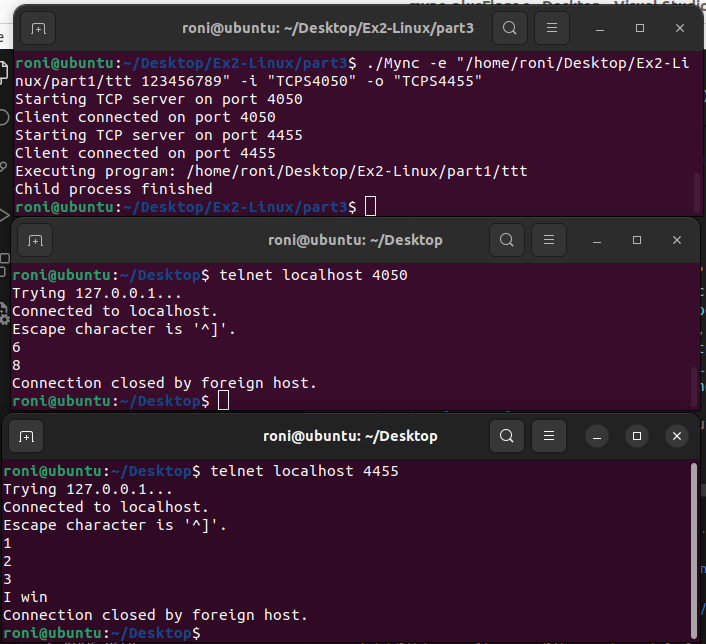 roni@ubuntu: ~/Desktop/Ex2-Linux/part3
roni@ubuntu:~/Desktop/Ex2-Linux/part3$ ./Mync -e "/home/roni/Desktop/Ex2-Li
nux/part1/ttt 123456789" -i "TCPS4050" -o "TCPS4455"
Starting TCP server on port 4050
Client connected on port 4050
Starting TCP server on port 4455
Client connected on port 4455
Executing program: /home/roni/Desktop/Ex2-Linux/part1/ttt
Child process finished
roni@ubuntu:~/Desktop/Ex2-Linux/part3$
roni@ubuntu: ~/Desktop
roni@ubuntu:~/Desktop$ telnet localhost 4050
Trying 127.0.0.1...
Connected to localhost.
Escape character is '^]'.
6
8
Connection closed by foreign host.
roni@ubuntu:~/Desktop$
roni@ubuntu: ~/Desktop
roni@ubuntu:~/Desktop$ telnet localhost 4455
Trying 127.0.0.1...
Connected to localhost.
Escape character is '^]'.
1
2
3
I win
Connection closed by foreign host.
roni@ubuntu:~/Desktop$